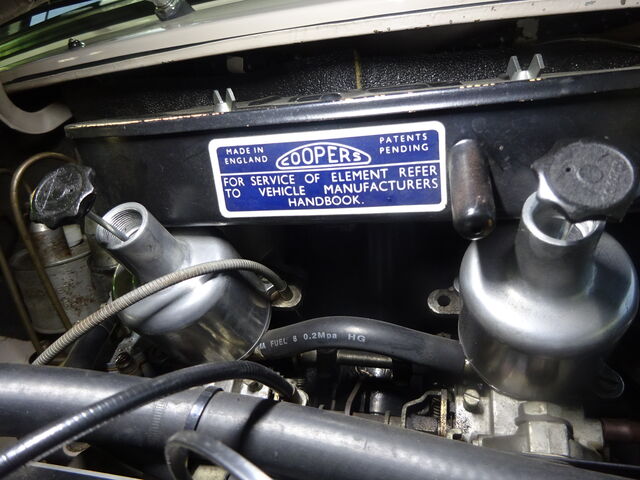 MADE IN ENGLAND
COOPERS
PATENTS PENDING
FOR SERVICE OF ELEMENT REFER
TO VEHICLE MANUFACTURERS
HANDBOOK.
FUEL 8 0.2Mpa HG